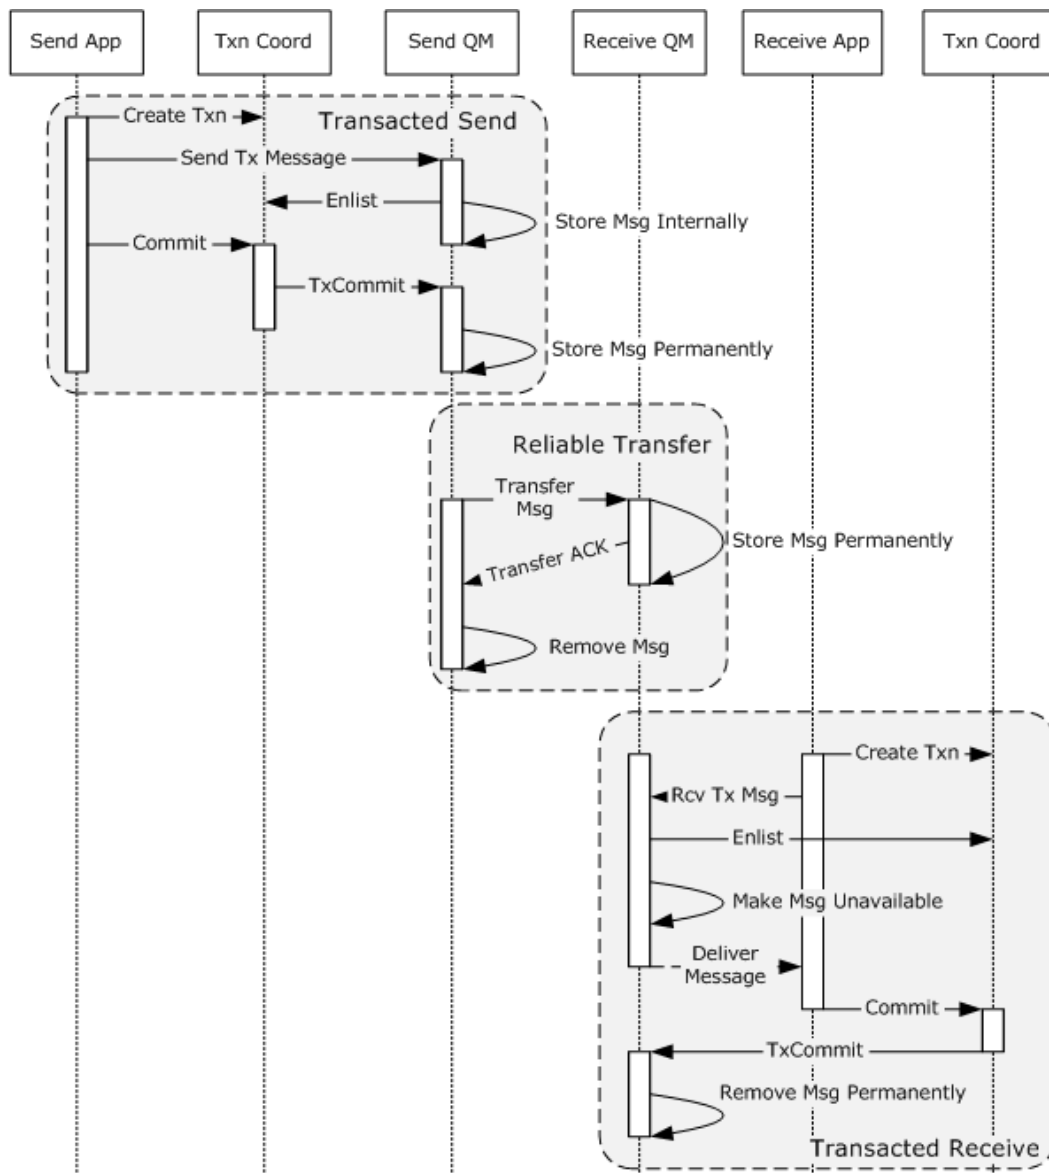 Send App
Txn Coord
Send QM
Receive QM
Receive App
Txn Coord
Create Txn
Transacted Send
Send Tx Message
Enlist
Store Msg Internally
Commit
TxCommit
Store Msg Permanently
Reliable Transfer
Transfer
Msg
Store Msg Permanently
Transfer ACK
Remove Msg
Create Txn
Rcv Tx Msg
Enlist
Make Msg Unavailable
Deliver
Message
Commit
TxCommit
Remove Msg Permanently
Transacted Receive